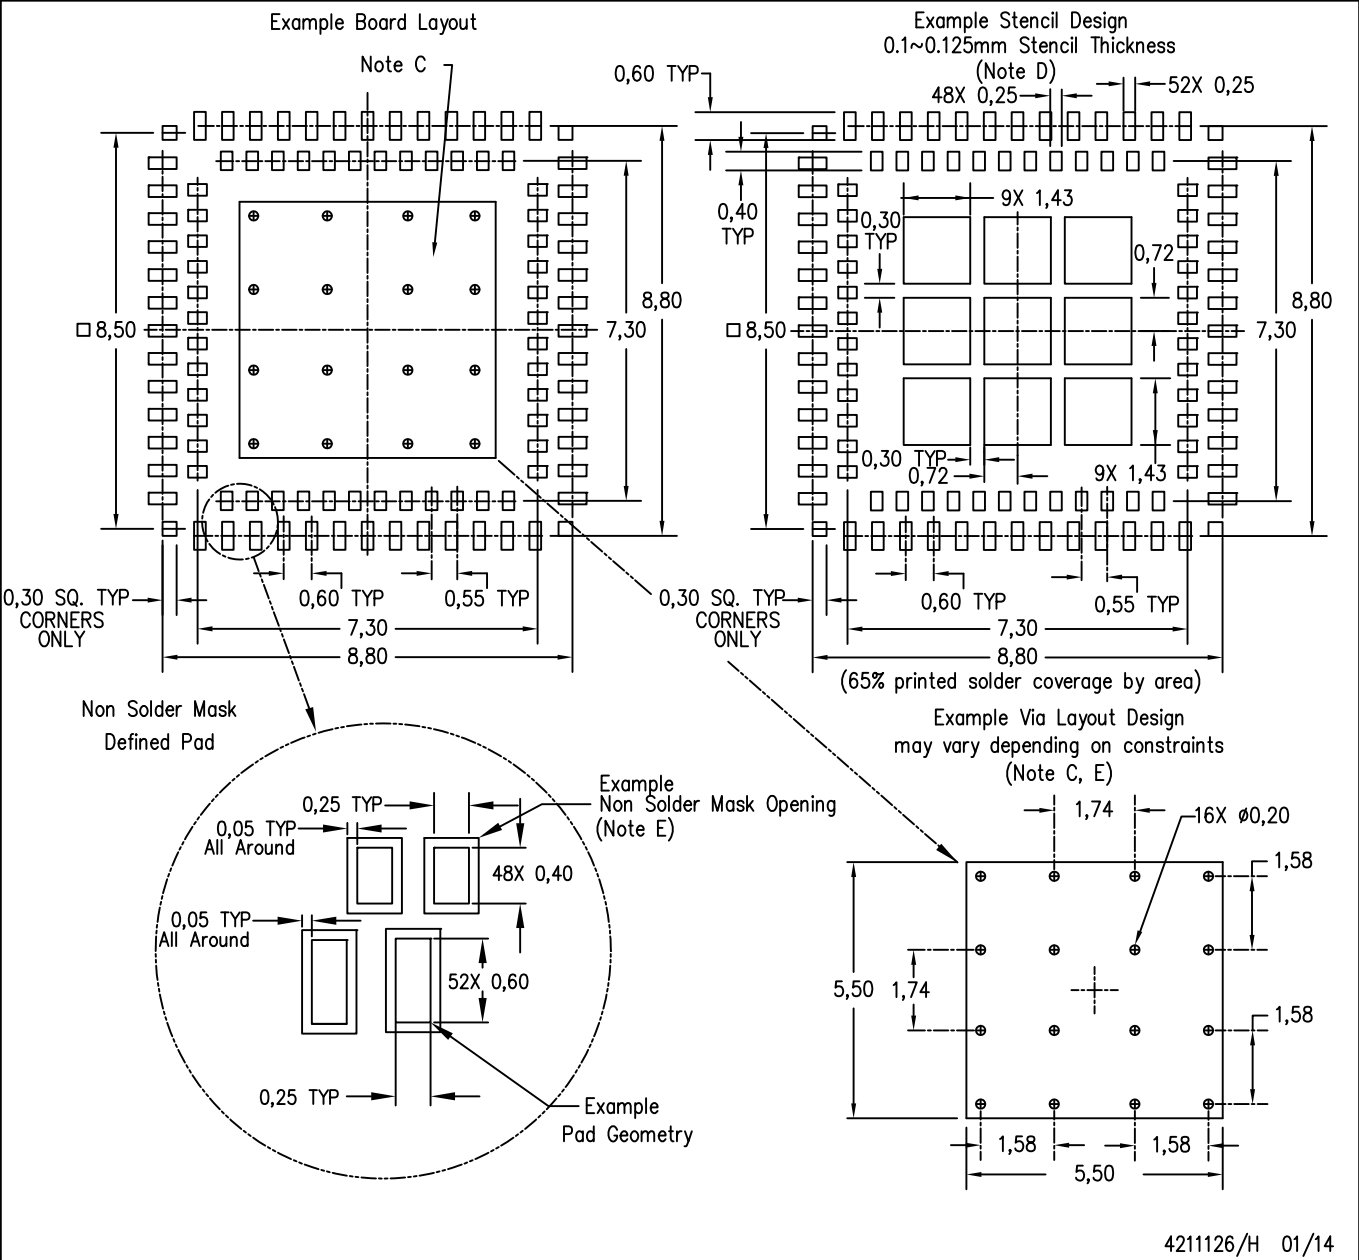 Example Board Layout
Note C
8,50
8,80
7,30
0,30 SQ. TYP
CORNERS
ONLY
0,60 TYP
0,55 TYP
7,30
8,80
Example Stencil Design
0.1~0.125mm Stencil Thickness
(Note D)
0,60 TYP
48X 0,25
52X 0,25
0,40
TYP
0,30
TYP
9X 1,43
0,72
8,80
7,30
8,50
0,30 TYP
0,72
9X 1,43
0,30 SQ. TYP
CORNERS
ONLY
0,60 TYP
0,55 TYP
7,30
8,80
(65% printed solder coverage by area)
Non Solder Mask
Defined Pad
0,25 TYP
0,05 TYP
All Around
Example
Non Solder Mask Opening
(Note E)
48X 0,40
0,05 TYP
All Around
52X 0,60
0,25 TYP
Example
Pad Geometry
Example Via Layout Design
may vary depending on constraints
(Note C, E)
1,74
16X ø0,20
1,58
5,50
1,74
1,58
1,58
1,58
5,50
4211126/H 01/14